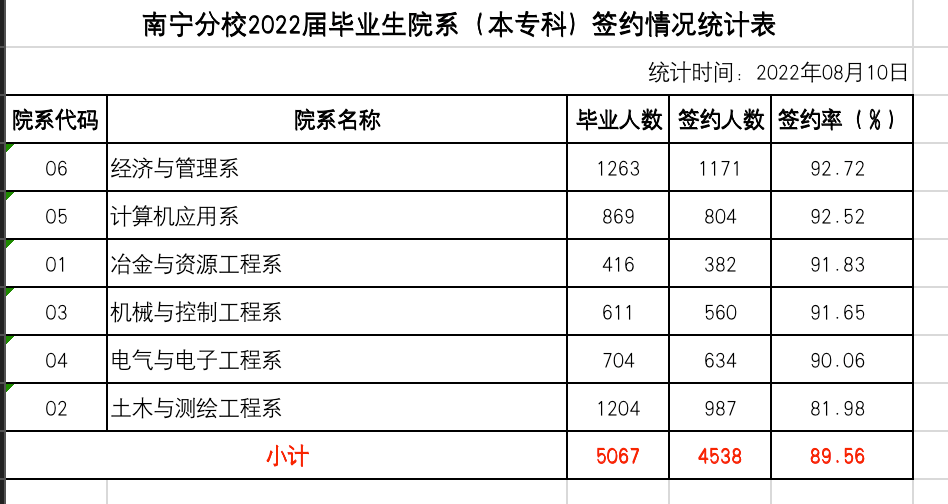 南宁分校2022届毕业生院系（本专科）签约情况统计表
统计时间：2022年08月10日
院系代码 院系名称 毕业人数 签约人数 签约率（%）
06 经济与管理系 1263 1171 92.72
05 计算机应用系 869 804 92.52
01 冶金与资源工程系 416 382 91.83
03 机械与控制工程系 611 560 91.65
04 电气与电子工程系 704 634 90.06
02 土木与测绘工程系 1204 987 81.98
小计 5067 4538 89.56